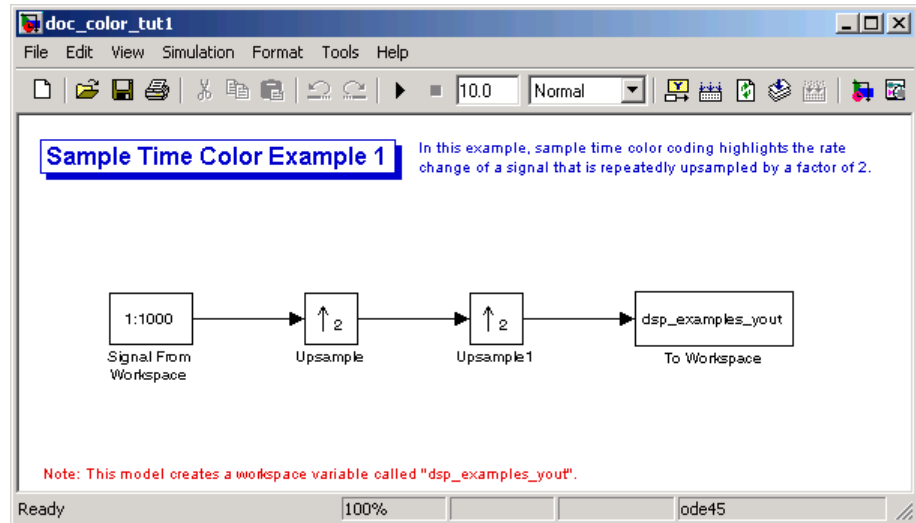 doc_color_tut1
File Edit View Simulation Format Tools Help
10.0 Normal
Sample Time Color Example 1
In this example, sample time color coding highlights the rate
change of a signal that is repeatedly upsampled by a factor of 2.
1:1000
2
2
dsp_examples_yout
Signal From
Workspace
Upsample
Upsample1
To Workspace
Note: This model creates a workspace variable called "dsp_examples_yout".
Ready 100% ode45